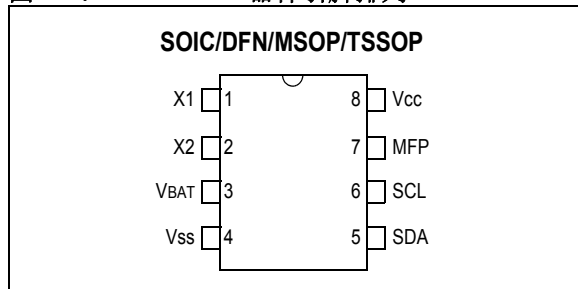 SOIC/DFN/MSOP/TSSOP
X1 1 8 Vcc
X2 2 7 MFP
VBAT 3 6 SCL
Vss 4 5 SDA